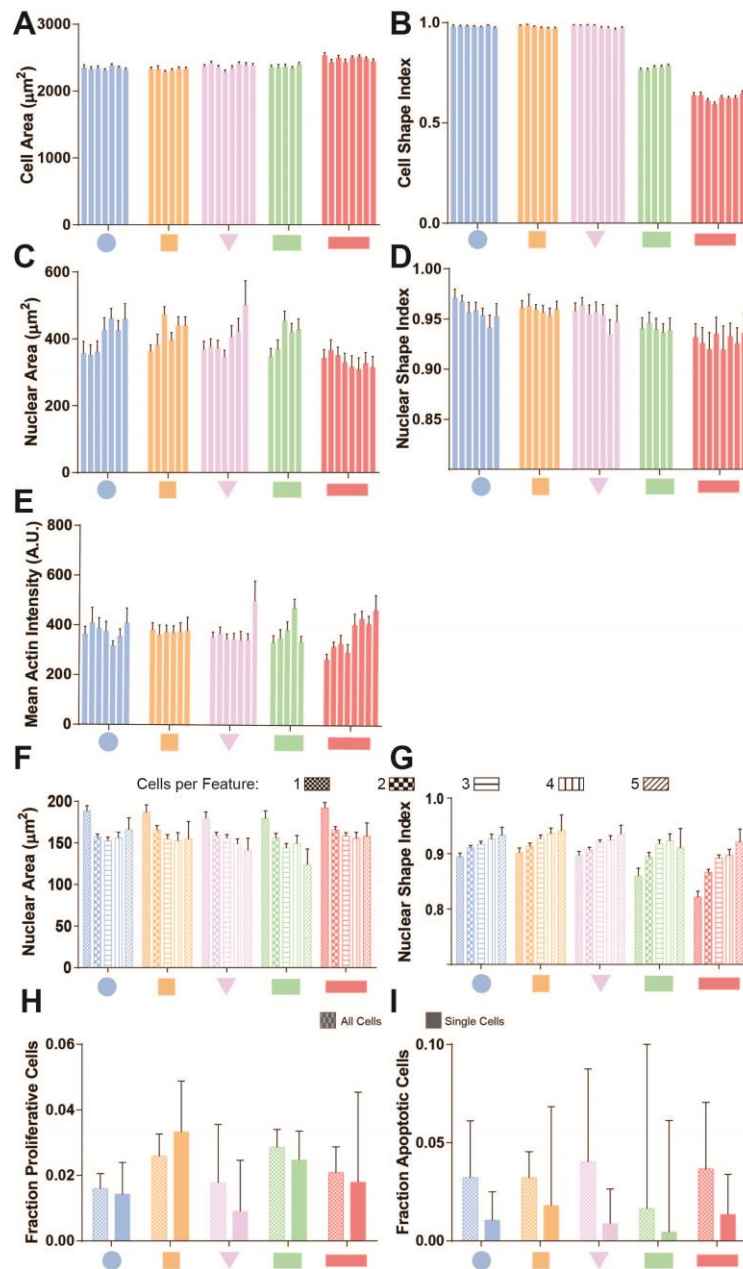 A
Cell Area (μm²)
3000
2000
1000
0
B
Cell Shape Index
1.0
0.5
0.0
C
Nuclear Area (μm²)
600
400
200
0
D
Nuclear Shape Index
1.00
0.95
0.90
0.85
E
Mean Actin Intensity (A.U.)
800
600
400
200
0
F
G
Cells per Feature: 1 2 3 4 5
Nuclear Area (μm²)
200
150
100
50
0
Nuclear Shape Index
1.0
0.9
0.8
H
I
All Cells
Single Cells
Fraction Proliferative Cells
0.06
0.04
0.02
0.00
Fraction Apoptotic Cells
0.10
0.05
0.00